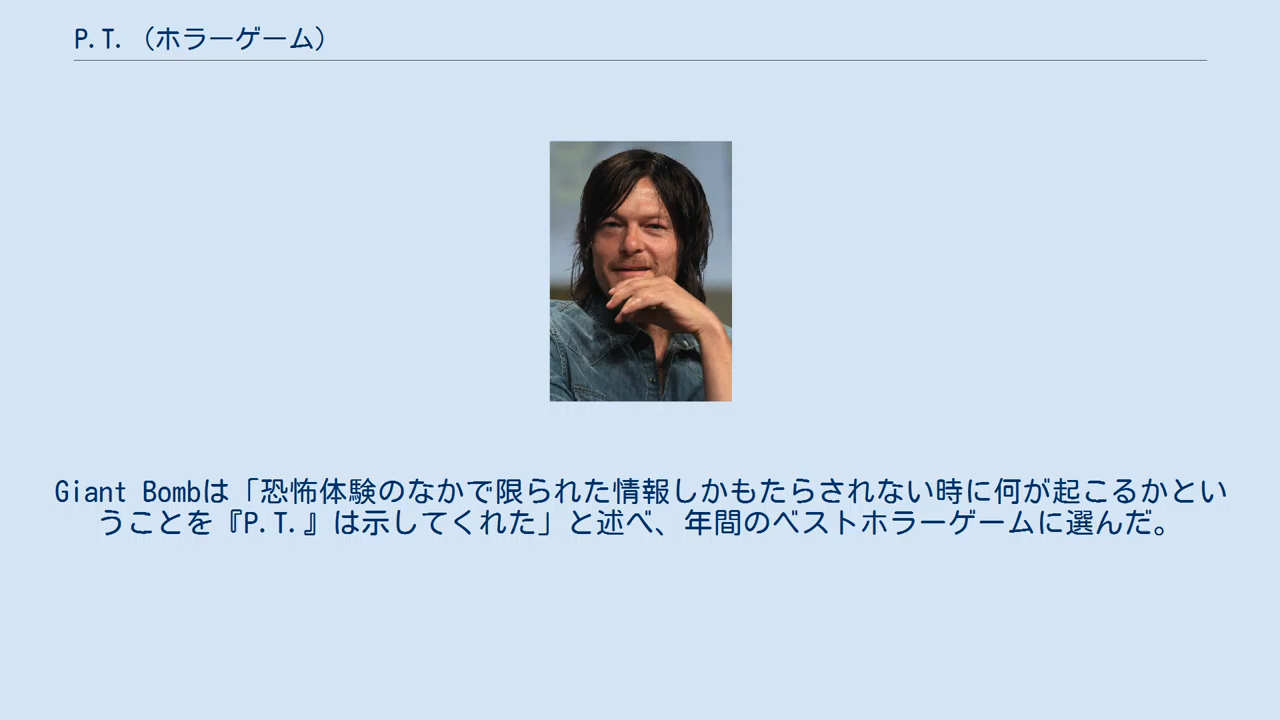 P.T.（ホラーゲーム）
Giant Bombは「恐怖体験のなかで限られた情報しかもたらされない時に何が起こるかとい
うことを『P.T.』は示してくれた」と述べ、年間のベストホラーゲームに選んだ。